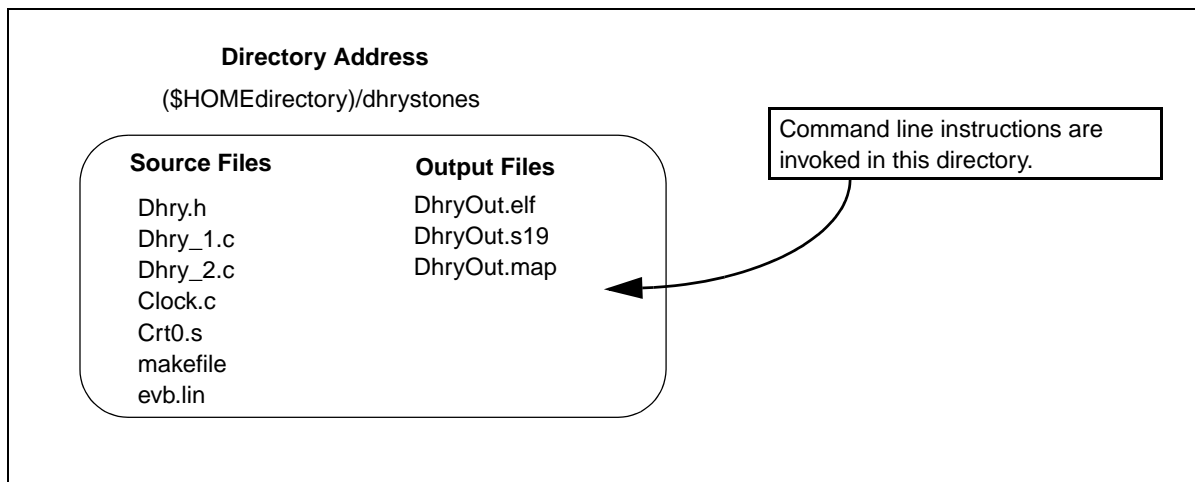 Directory Address
($HOMEdirectory)/dhrystones
Command line instructions are
invoked in this directory.
Source Files
Dhry.h
Dhry_1.c
Dhry_2.c
Clock.c
Crt0.s
makefile
evb.lin
Output Files
DhryOut.elf
DhryOut.s19
DhryOut.map